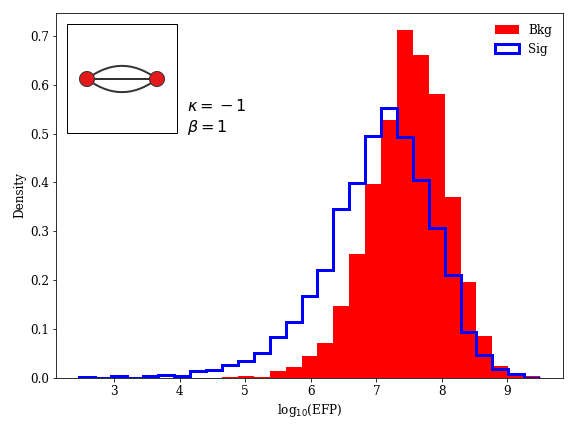 Bkg
Sig
κ = −1
β = 1
Density
0.7
0.6
0.5
0.4
0.3
0.2
0.1
0.0
3 4 5 6 7 8 9
log₁₀(EFP)